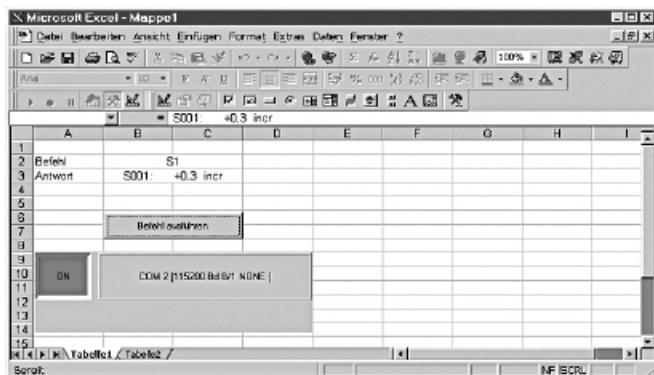 Microsoft Excel - Mappe1
Datei Bearbeiten Ansicht Einfügen Format Extras Daten Fenster ?
100%
Arial 10 F K U
= S001: +0.3 incr
A B C D E F G H I
1
2 Befehl S1
3 Antwort S001: +0.3 incr
4
5
6
7 Befehl ausführen
8
9
10 ON COM 2 [115200 Bd 8/1 NONE ]
11
12
13
14
15
Tabelle1 Tabelle2
Bereit NF SCRL